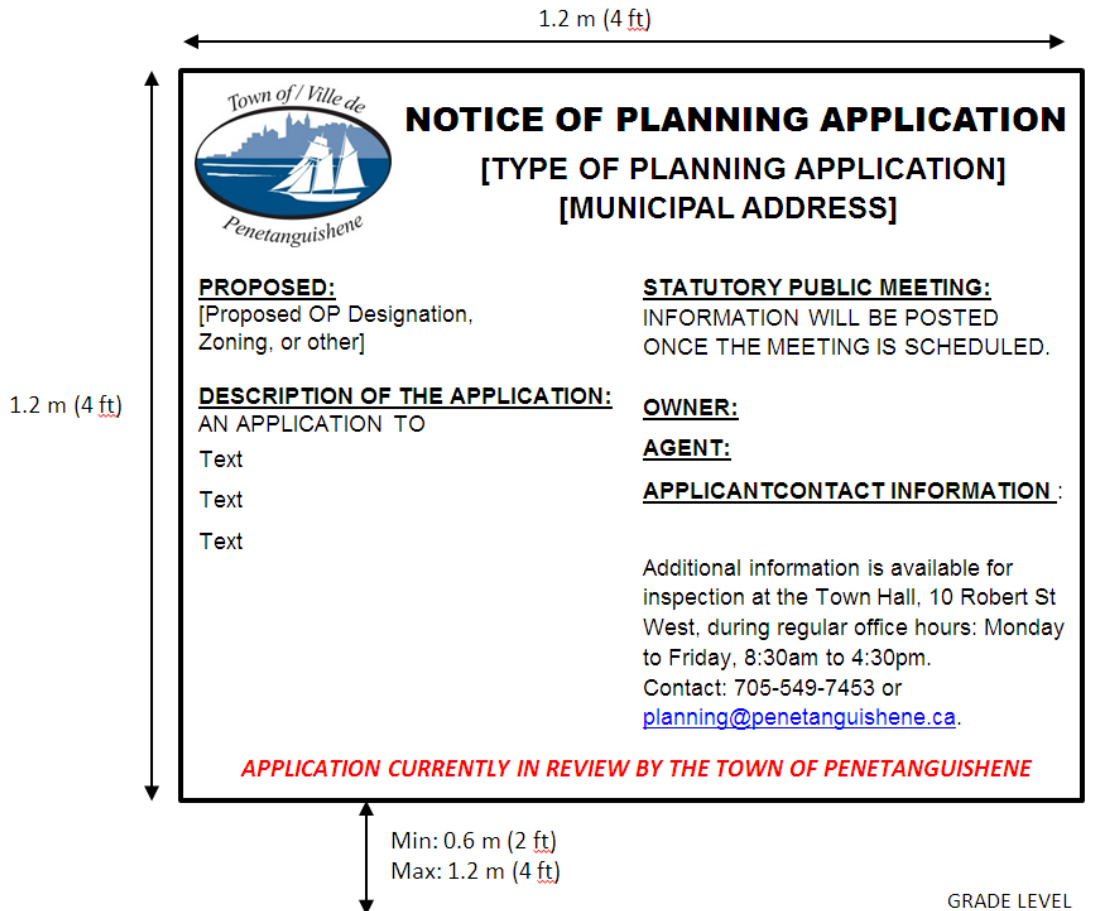 1.2 m (4 ft)
Town of / Ville de
Penetanguishene
NOTICE OF PLANNING APPLICATION
[TYPE OF PLANNING APPLICATION]
[MUNICIPAL ADDRESS]
1.2 m (4 ft)
PROPOSED:
[Proposed OP Designation,
Zoning, or other]
DESCRIPTION OF THE APPLICATION:
AN APPLICATION TO
Text
Text
Text
STATUTORY PUBLIC MEETING:
INFORMATION WILL BE POSTED
ONCE THE MEETING IS SCHEDULED.
OWNER:
AGENT:
APPLICANTCONTACT INFORMATION :
Additional information is available for
inspection at the Town Hall, 10 Robert St
West, during regular office hours: Monday
to Friday, 8:30am to 4:30pm.
Contact: 705-549-7453 or
planning@penetanguishene.ca.
APPLICATION CURRENTLY IN REVIEW BY THE TOWN OF PENETANGUISHENE
Min: 0.6 m (2 ft)
Max: 1.2 m (4 ft)
GRADE LEVEL